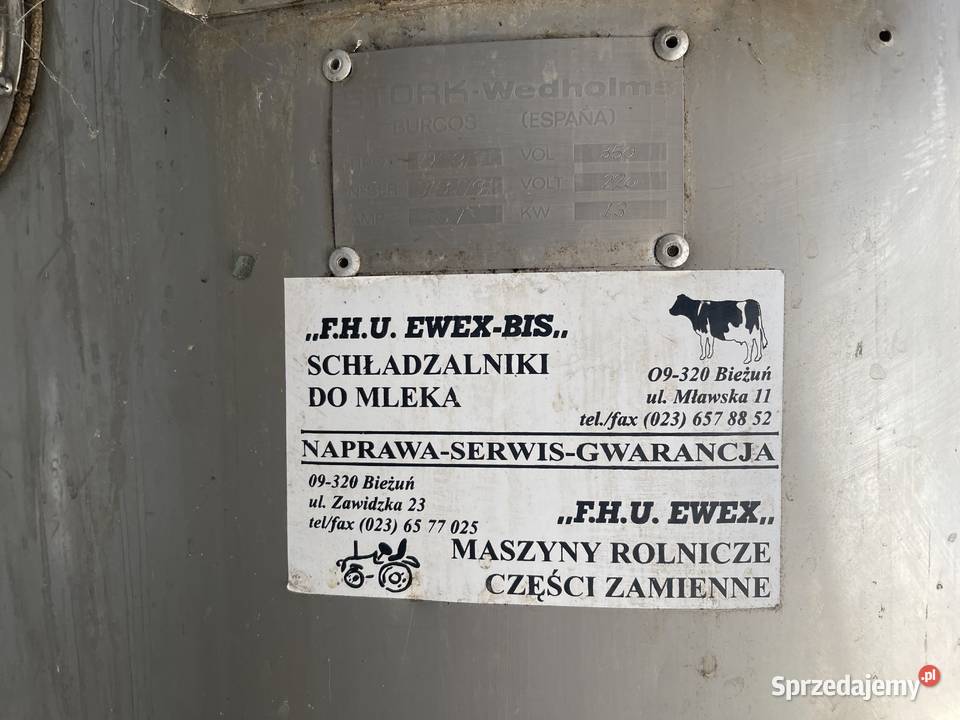 STORK-Wedholms
BURGOS (ESPAÑA)
VOL
VOLT 220
AMP KW
„F.H.U. EWEX-BIS„
SCHŁADZALNIKI
DO MLEKA
O9-320 Bieżuń
ul. Mławska 11
tel./fax (023) 657 88 52
NAPRAWA-SERWIS-GWARANCJA
09-320 Bieżuń
ul. Zawidzka 23
tel/fax (023) 65 77 025
„F.H.U. EWEX„
MASZYNY ROLNICZE
CZĘŚCI ZAMIENNE
Sprzedajemy.pl